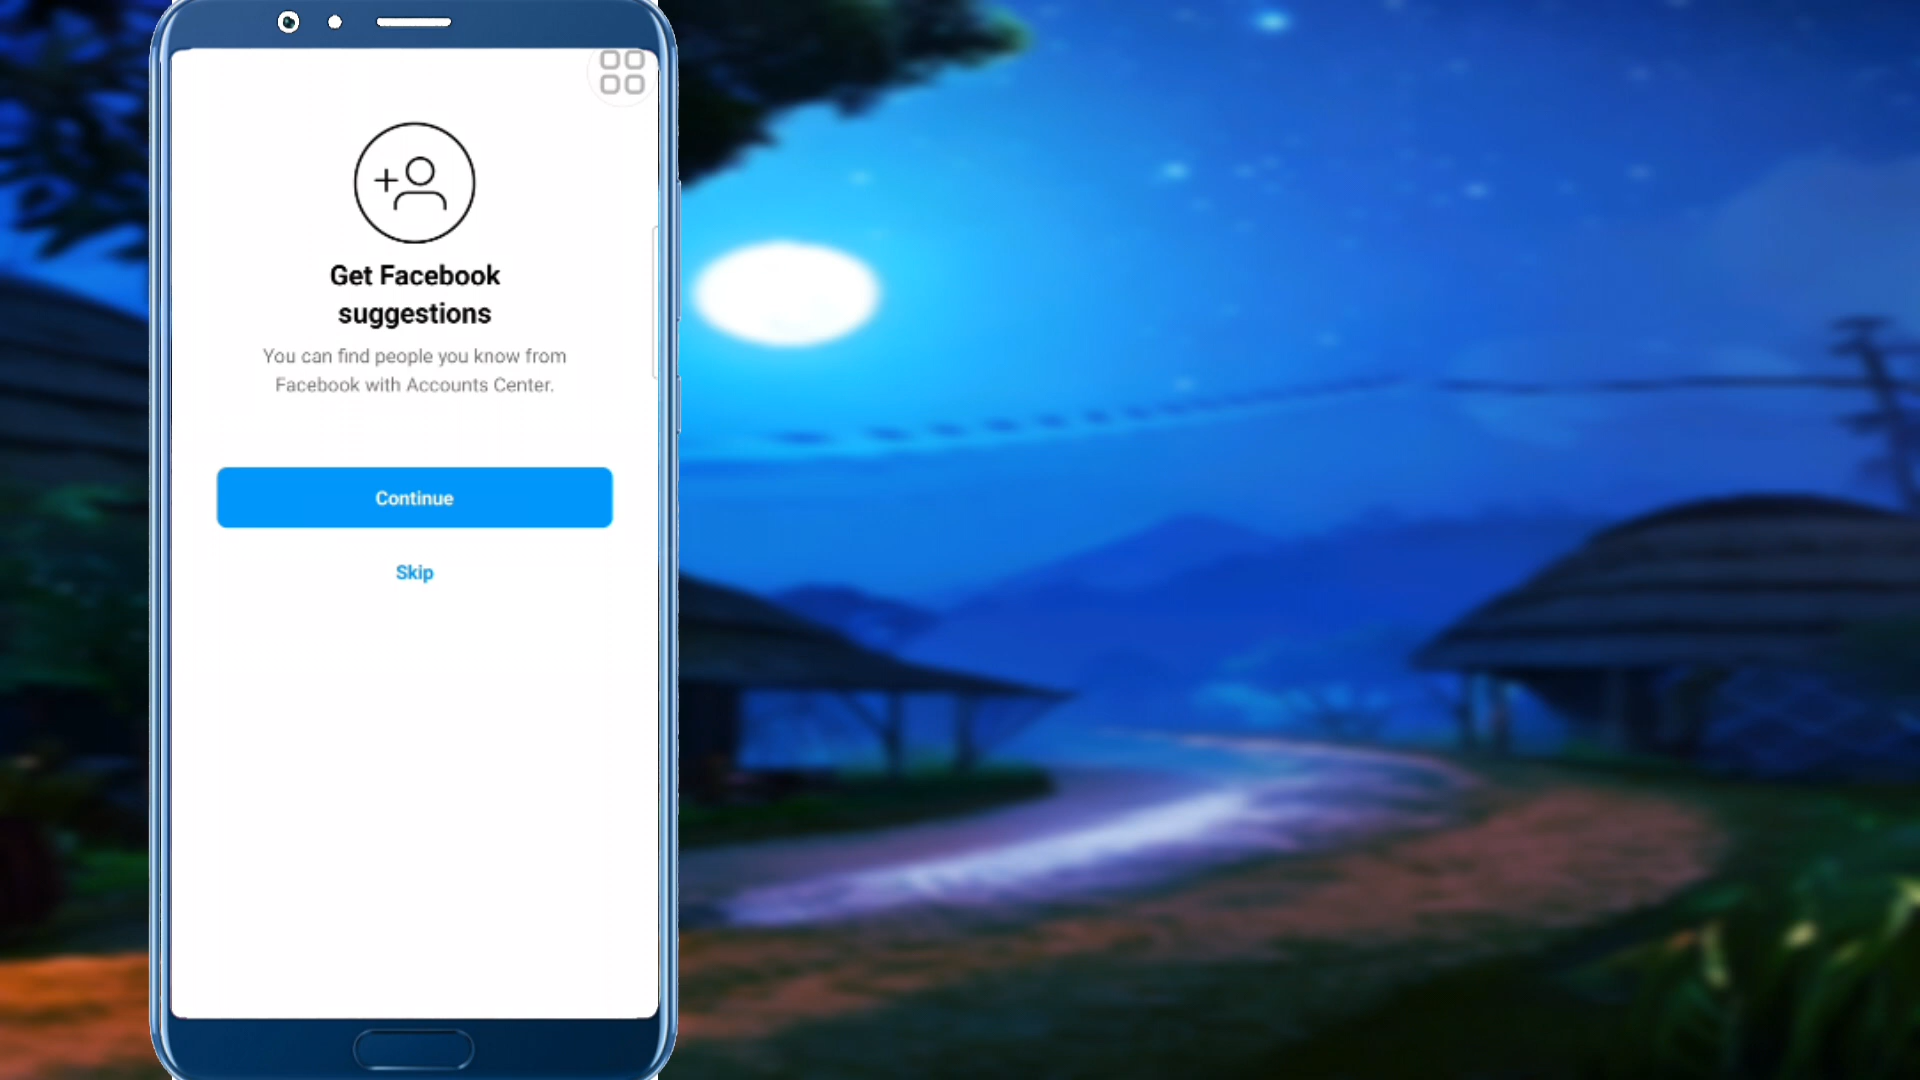 Get Facebook
suggestions
You can find people you know from
Facebook with Accounts Center.
Continue
Skip